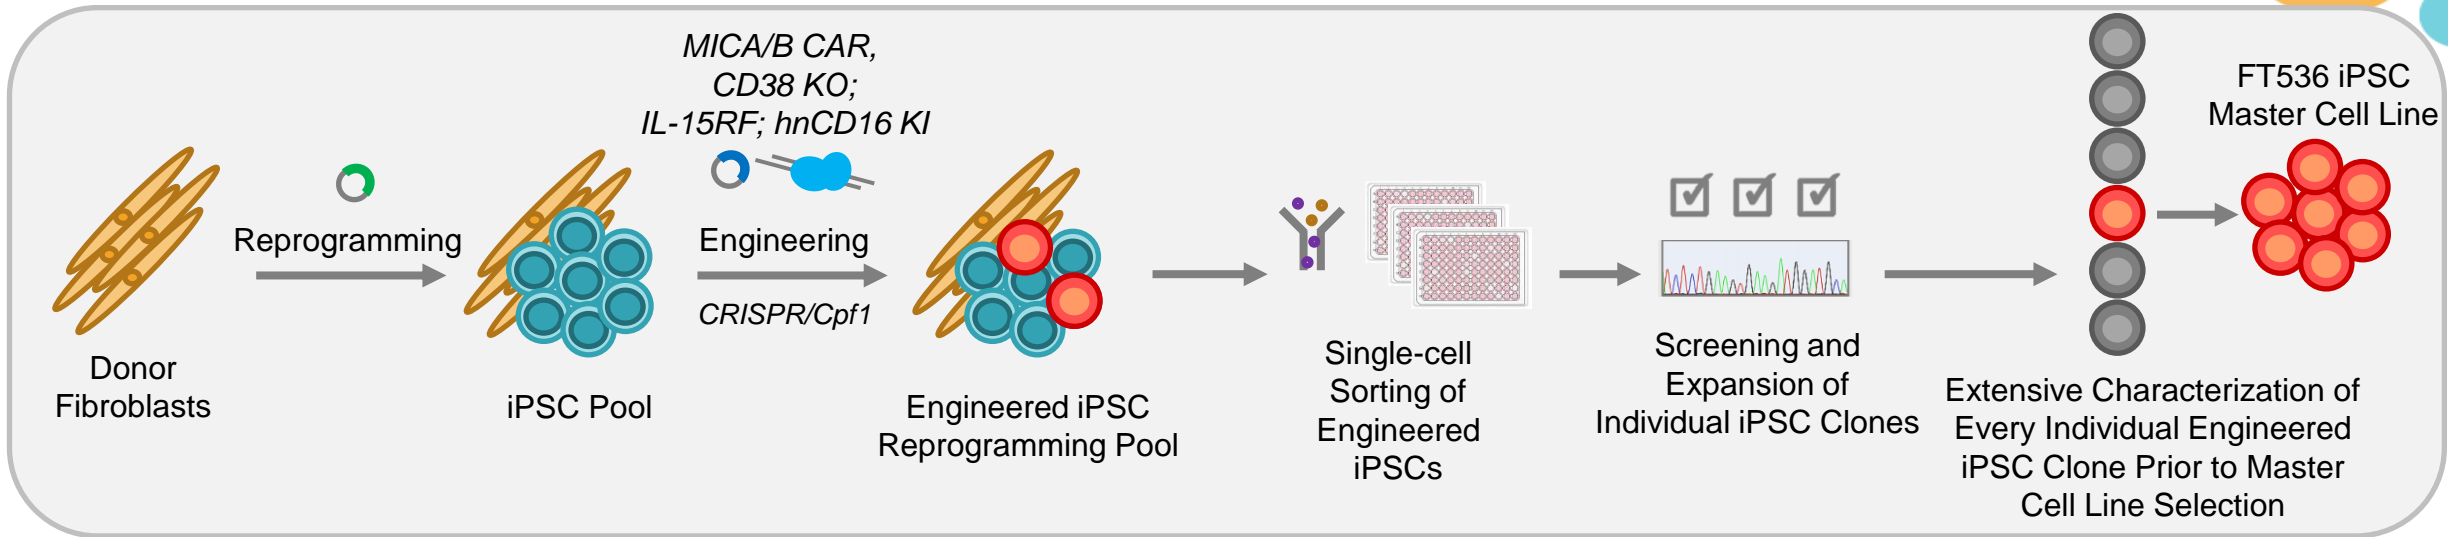 Donor
Fibroblasts
Reprogramming
iPSC Pool
MICA/B CAR,
CD38 KO;
IL-15RF; hnCD16 KI
Engineering
CRISPR/Cpf1
Engineered iPSC
Reprogramming Pool
Single-cell
Sorting of
Engineered
iPSCs
Screening and
Expansion of
Individual iPSC Clones
Extensive Characterization of
Every Individual Engineered
iPSC Clone Prior to Master
Cell Line Selection
FT536 iPSC
Master Cell Line